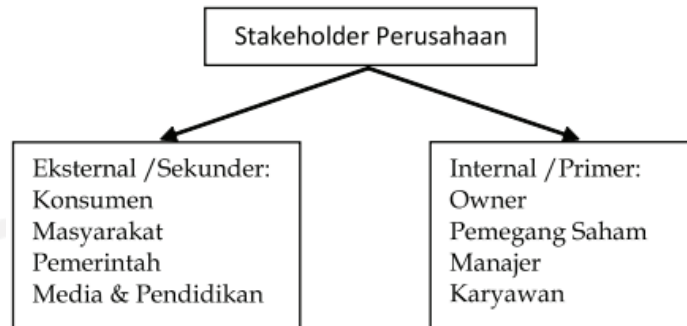 Stakeholder Perusahaan
Eksternal /Sekunder:
Konsumen
Masyarakat
Pemerintah
Media & Pendidikan
Internal /Primer:
Owner
Pemegang Saham
Manajer
Karyawan